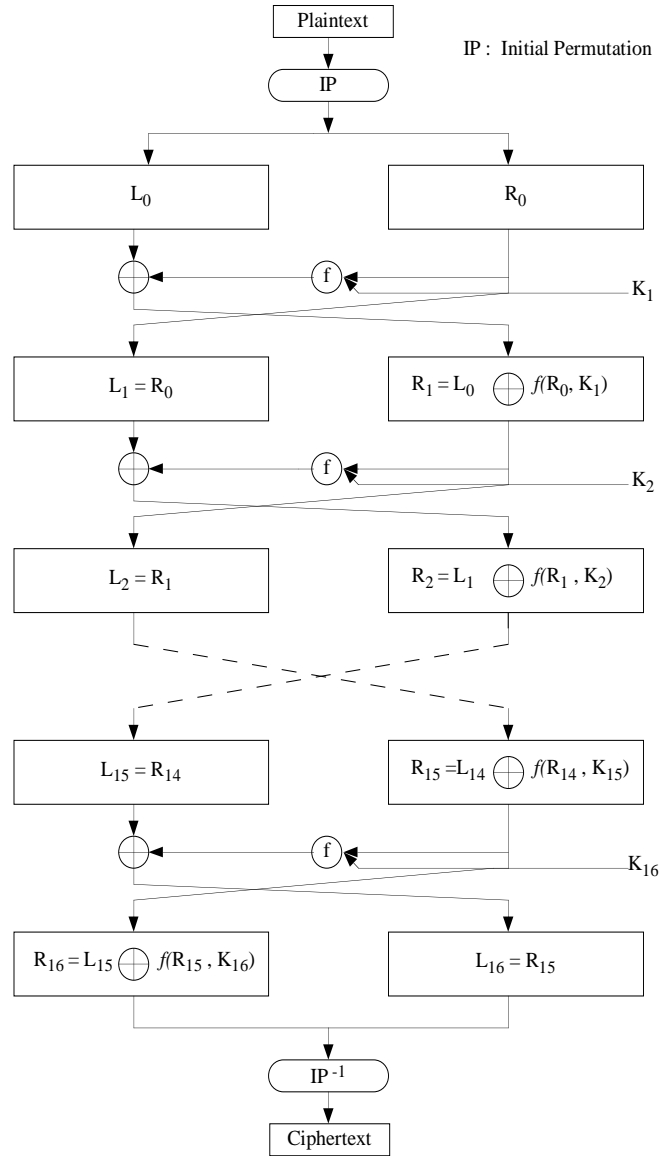 Plaintext
IP : Initial Permutation
IP
L₀
R₀
f
K₁
L₁ = R₀
R₁ = L₀ ⊕ f(R₀, K₁)
f
K₂
L₂ = R₁
R₂ = L₁ ⊕ f(R₁ , K₂)
L₁₅ = R₁₄
R₁₅ =L₁₄ ⊕ f(R₁₄ , K₁₅)
f
K₁₆
R₁₆ = L₁₅ ⊕ f(R₁₅ , K₁₆)
L₁₆ = R₁₅
IP⁻¹
Ciphertext